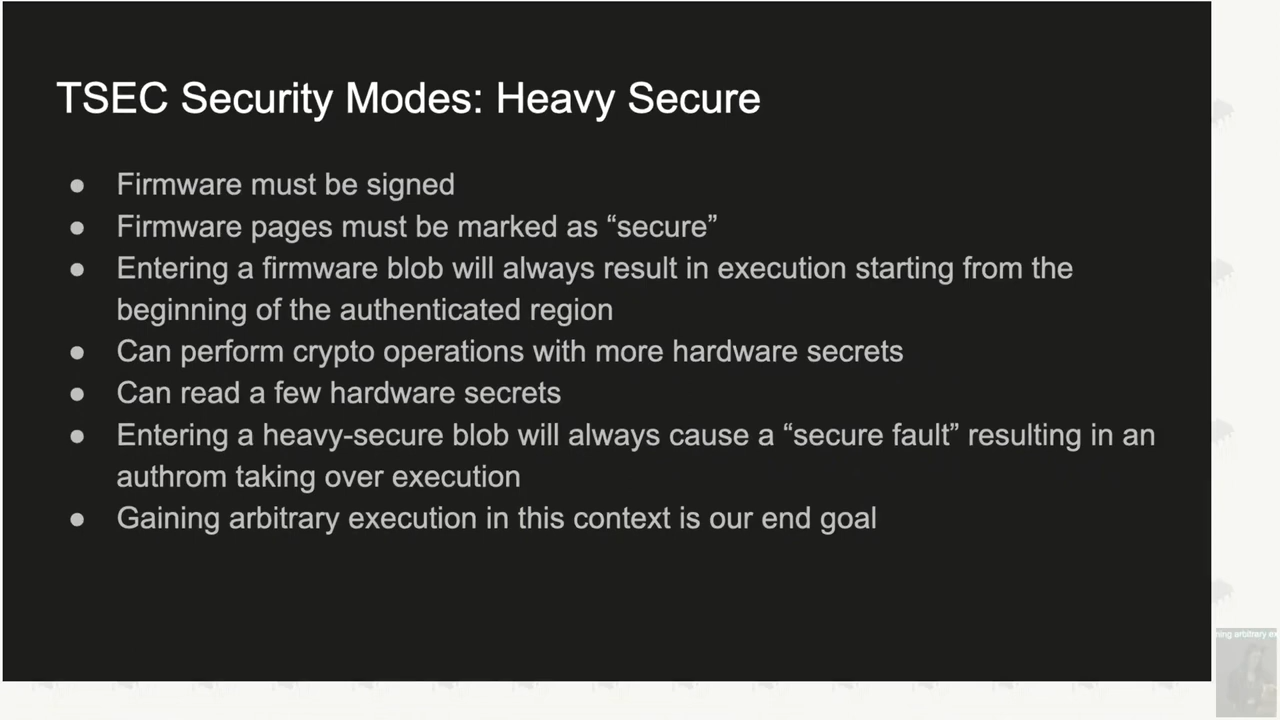 TSEC Security Modes: Heavy Secure
● Firmware must be signed
● Firmware pages must be marked as “secure”
● Entering a firmware blob will always result in execution starting from the
beginning of the authenticated region
● Can perform crypto operations with more hardware secrets
● Can read a few hardware secrets
● Entering a heavy-secure blob will always cause a “secure fault” resulting in an
authrom taking over execution
● Gaining arbitrary execution in this context is our end goal
ning arbitrary ex